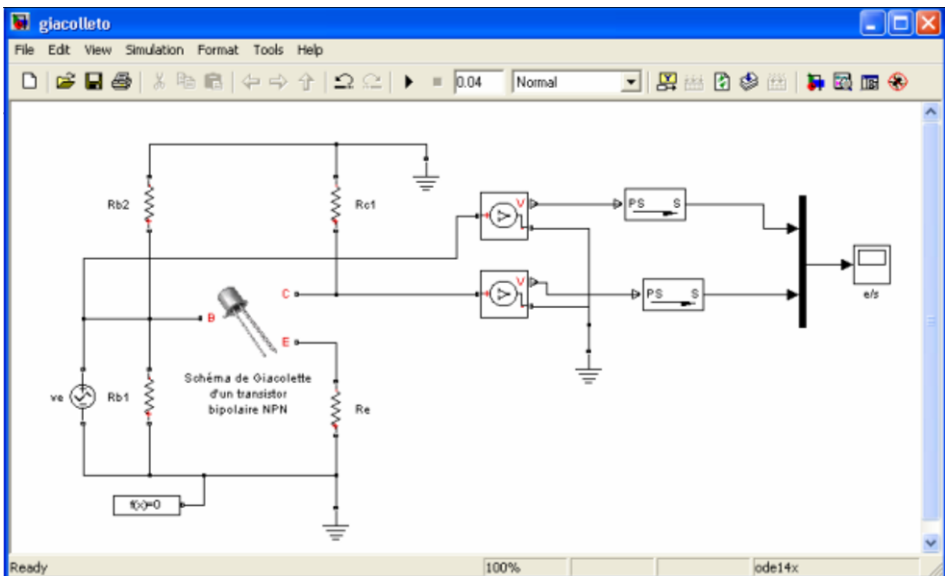 giacolleto
File Edit View Simulation Format Tools Help
0.04 Normal
Rb2
Rc1
V
PS S
V
PS S
e/s
C
B
E
Schéma de Giacolette
d'un transistor
bipolaire NPN
ve
Rb1
Re
f(x)=0
Ready 100% ode14x